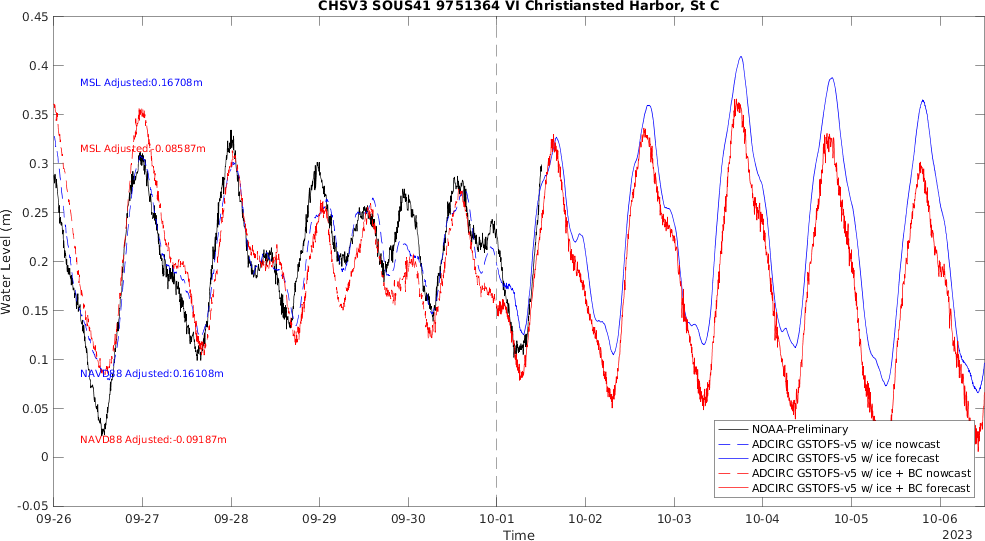 CHSV3 SOUS41 9751364 VI Christiansted Harbor, St C
0.45
0.4
0.35
0.3
0.25
0.2
0.15
0.1
0.05
0
-0.05
Water Level (m)
MSL Adjusted:0.16708m
MSL Adjusted:-0.08587m
NAVD88 Adjusted:0.16108m
NAVD88 Adjusted:-0.09187m
NOAA-Preliminary
ADCIRC GSTOFS-v5 w/ ice nowcast
ADCIRC GSTOFS-v5 w/ ice forecast
ADCIRC GSTOFS-v5 w/ ice + BC nowcast
ADCIRC GSTOFS-v5 w/ ice + BC forecast
09-26 09-27 09-28 09-29 09-30 10-01 10-02 10-03 10-04 10-05 10-06
Time
2023